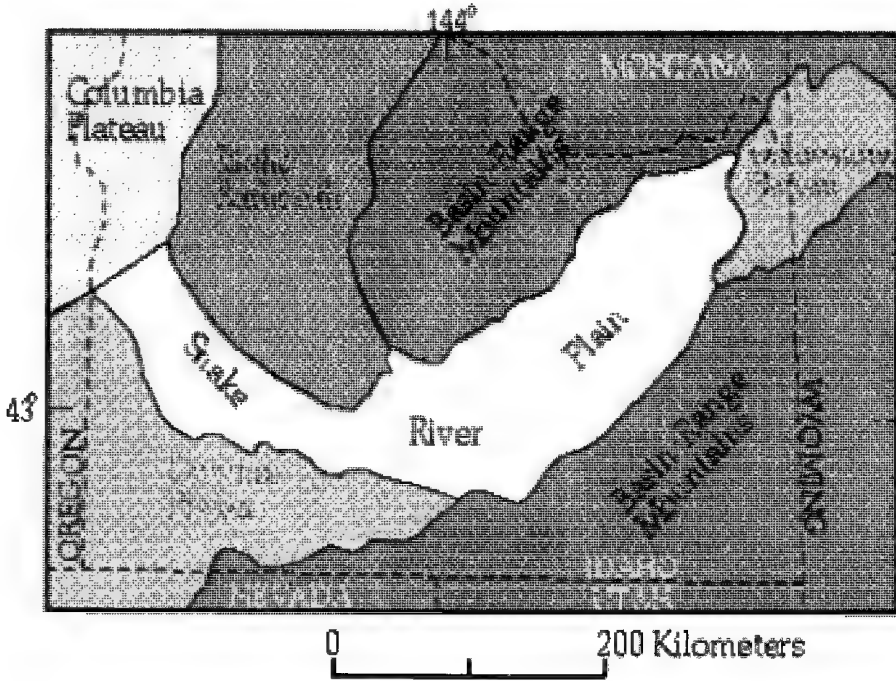 144°
MONTANA
Columbia
Plateau
Basin-Range
Mountains
Snake
Plain
43°
River
Basin-Range
Mountains
OREGON
WYOMING
IDAHO
NEVADA
UTAH
0
200 Kilometers